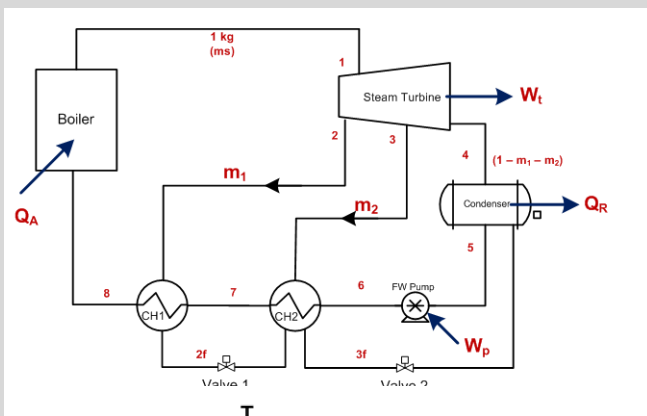 1 kg
(ms)
1
Steam Turbine
Wt
Boiler
2
3
4
(1 – m1 – m2)
m1
m2
Condenser
QR
QA
5
8
7
6
FW Pump
CH1
CH2
Wp
2f
3f
Valve 1
Valve 2
T